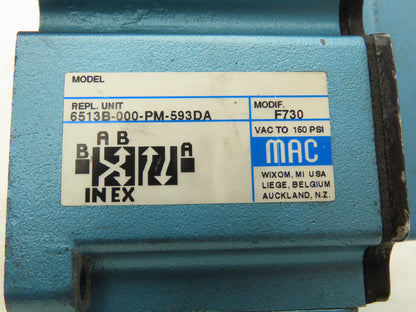 MODEL
REPL. UNIT
6513B-000-PM-593DA
MODIF.
F730
VAC TO 150 PSI
MAC
WIXOM, MI USA
LIEGE, BELGIUM
AUCKLAND, N.Z.
A B
B A
IN EX